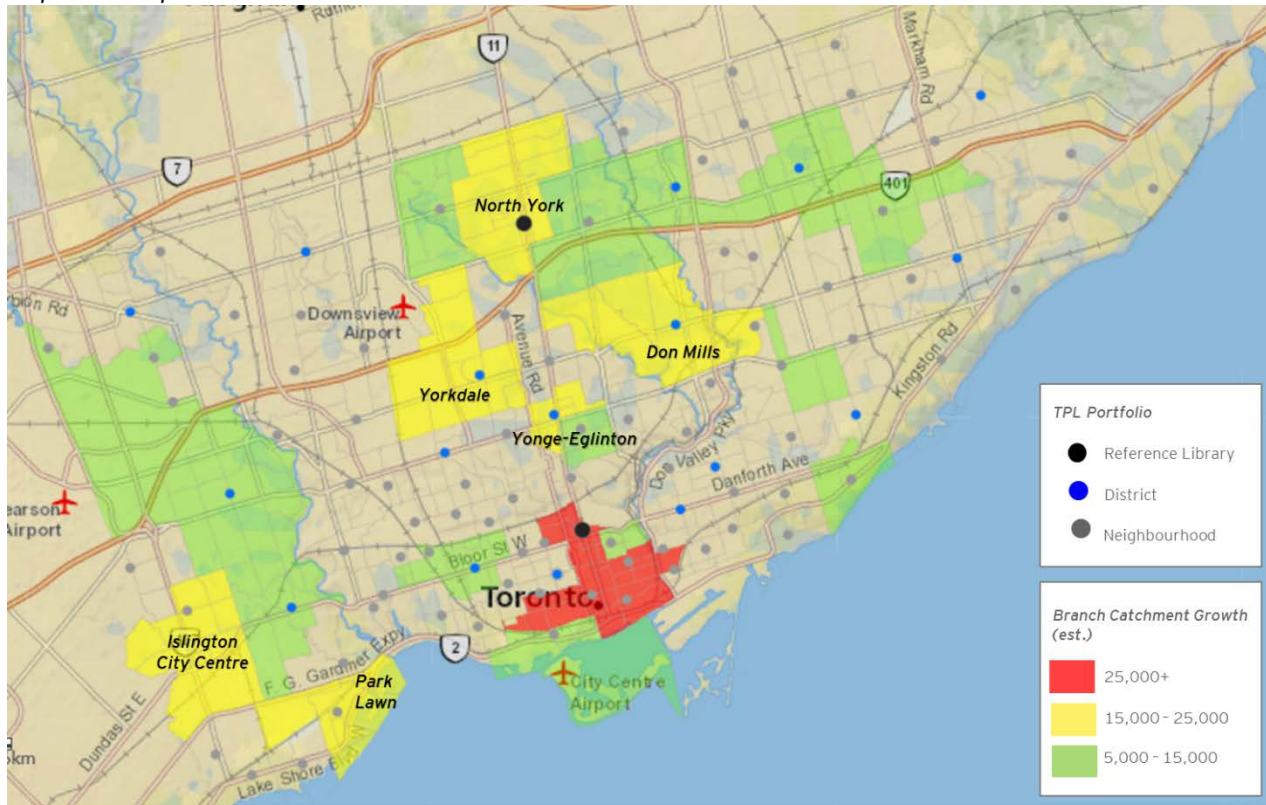 11
Markham Rd
7
401
North York
Downsview
Airport
Avenue Rd
Don Mills
Kingston Rd
Yorkdale
Yonge-Eglinton
Don Valley Pky
Danforth Ave
Bloor St W
Toronto
Islington
City Centre
F. G. Gardiner Expy
2
Park
Lawn
City Centre
Airport
Dundas St E
Lake Shore Blvd W
km
TPL Portfolio
Reference Library
District
Neighbourhood
Branch Catchment Growth
(est.)
25,000+
15,000 - 25,000
5,000 - 15,000